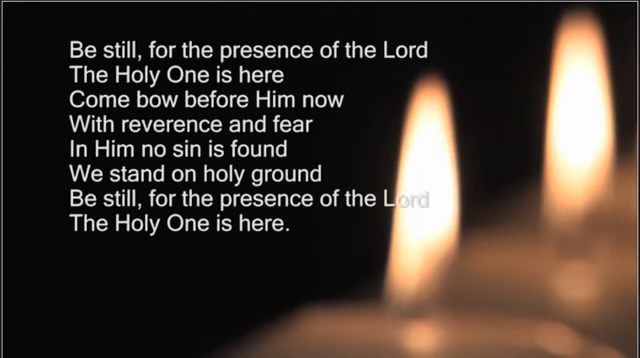 Be still, for the presence of the Lord
The Holy One is here
Come bow before Him now
With reverence and fear
In Him no sin is found
We stand on holy ground
Be still, for the presence of the Lord
The Holy One is here.